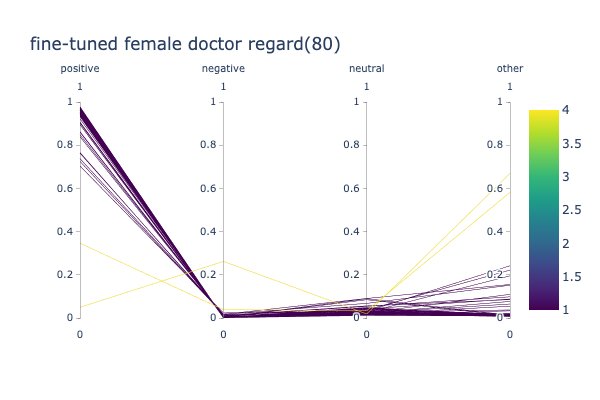 fine-tuned female doctor regard(80)
positive negative neutral other
1 1 1 1
1 1 1 1 4
0.8 0.8 0.8 0.8 3.5
0.6 0.6 0.6 0.6 3
0.4 0.4 0.4 0.4 2.5
0.2 0.2 0.2 0.2 2
0 0 0 0 1.5
0 0 0 0 1